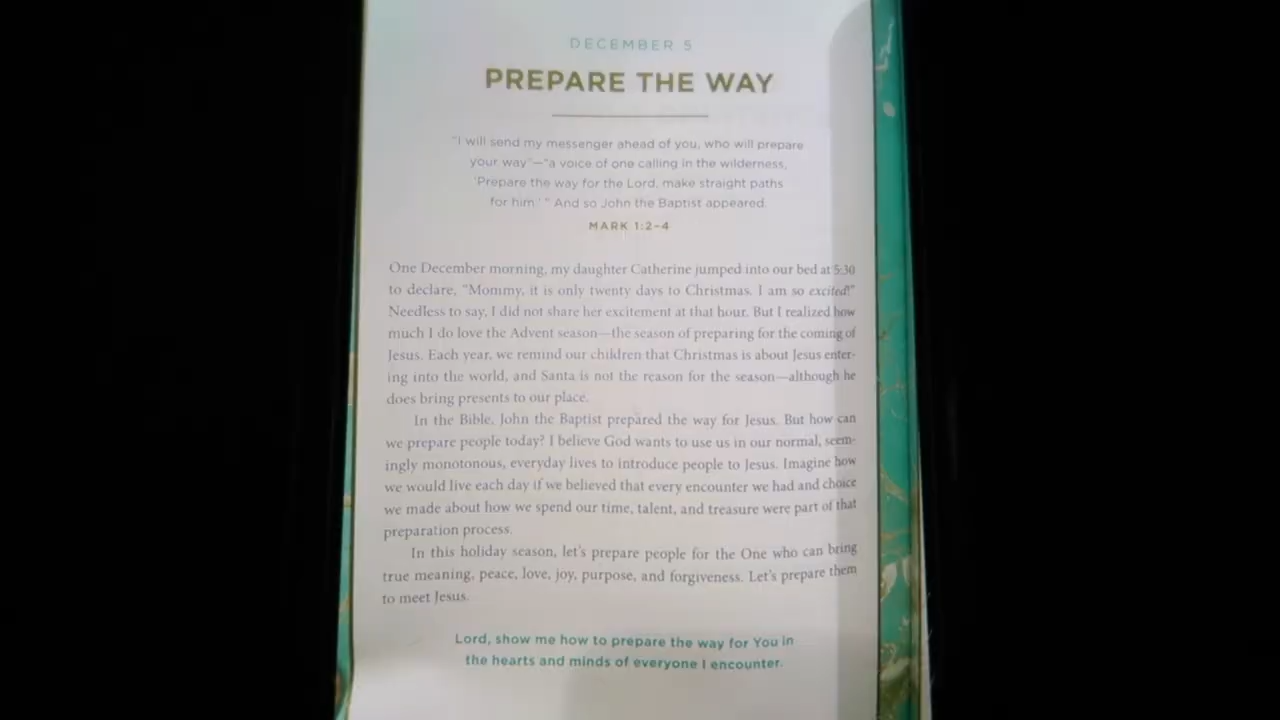 DECEMBER 5
PREPARE THE WAY
"I will send my messenger ahead of you, who will prepare
your way"—"a voice of one calling in the wilderness,
'Prepare the way for the Lord, make straight paths
for him.'" And so John the Baptist appeared.
MARK 1:2–4
One December morning, my daughter Catherine jumped into our bed at 5:30
to declare, "Mommy, it is only twenty days to Christmas. I am so excited!"
Needless to say, I did not share her excitement at that hour. But I realized how
much I do love the Advent season—the season of preparing for the coming of
Jesus. Each year, we remind our children that Christmas is about Jesus enter-
ing into the world, and Santa is not the reason for the season—although he
does bring presents to our place.
In the Bible, John the Baptist prepared the way for Jesus. But how can
we prepare people today? I believe God wants to use us in our normal, seem-
ingly monotonous, everyday lives to introduce people to Jesus. Imagine how
we would live each day if we believed that every encounter we had and choice
we made about how we spend our time, talent, and treasure were part of that
preparation process.
In this holiday season, let's prepare people for the One who can bring
true meaning, peace, love, joy, purpose, and forgiveness. Let's prepare them
to meet Jesus.
Lord, show me how to prepare the way for You in
the hearts and minds of everyone I encounter.